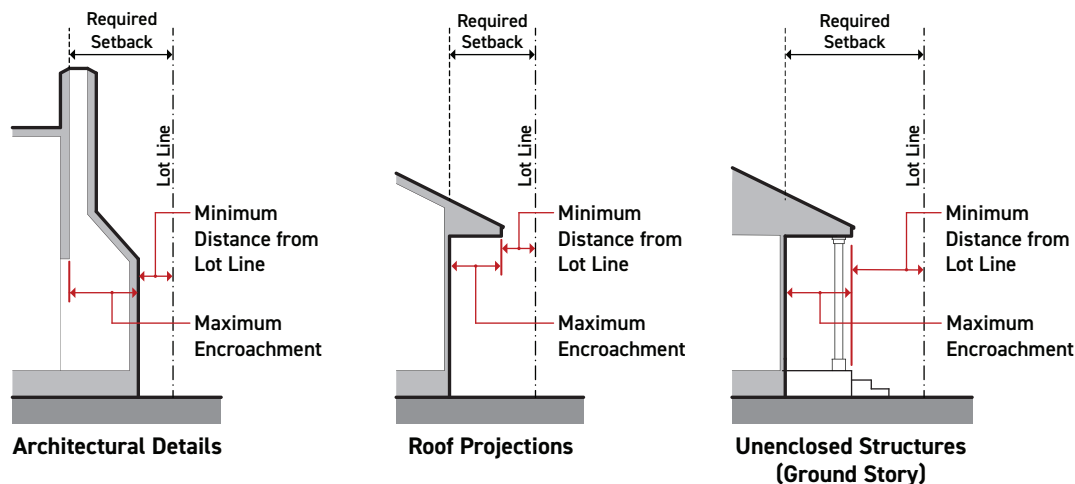 Required
Setback
Lot Line
Minimum
Distance from
Lot Line
Maximum
Encroachment
Architectural Details
Required
Setback
Lot Line
Minimum
Distance from
Lot Line
Maximum
Encroachment
Roof Projections
Required
Setback
Lot Line
Minimum
Distance from
Lot Line
Maximum
Encroachment
Unenclosed Structures
(Ground Story)